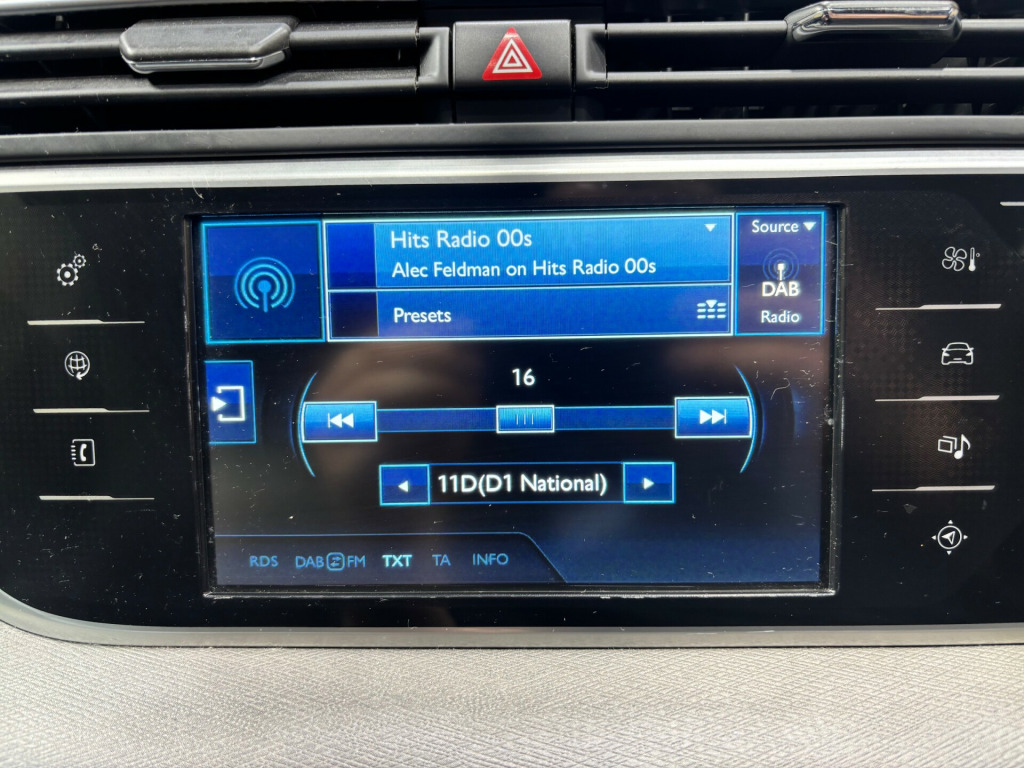 Hits Radio 00s
Alec Feldman on Hits Radio 00s
Presets
Source
DAB
Radio
16
11D(D1 National)
RDS DAB FM TXT TA INFO